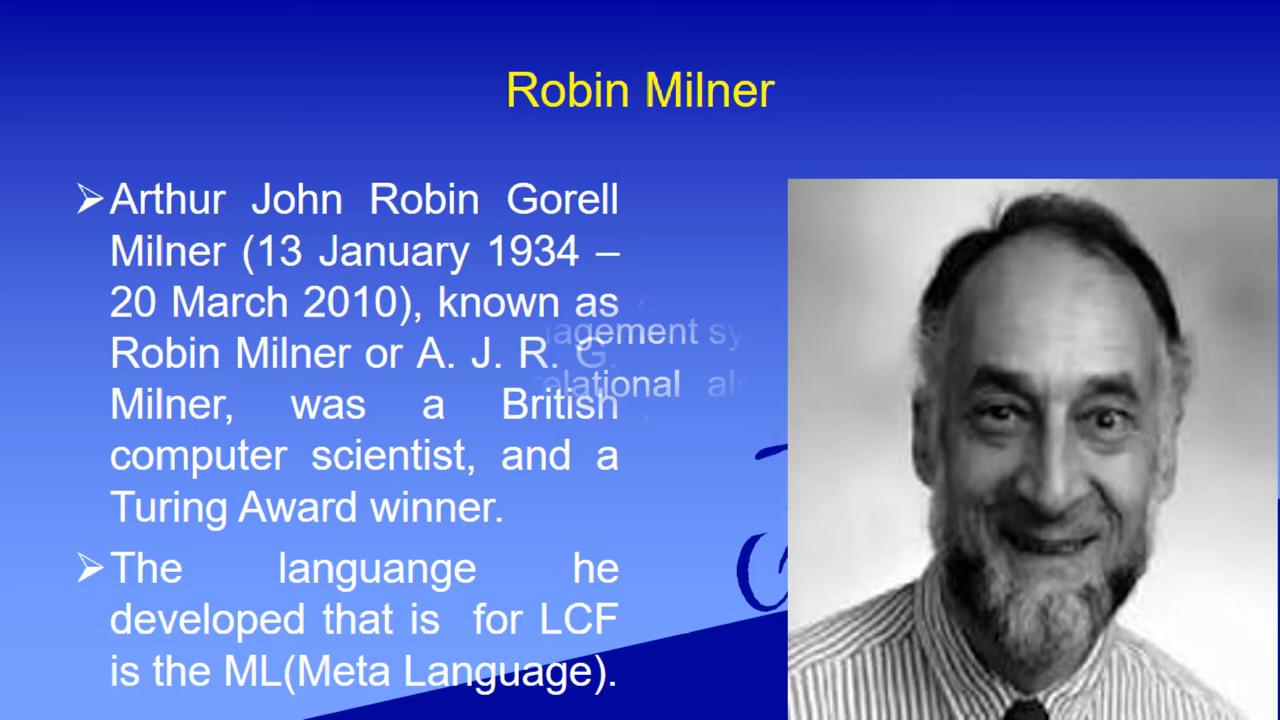 Robin Milner
➢Arthur John Robin Gorell
Milner (13 January 1934 –
20 March 2010), known as
Robin Milner or A. J. R. G.
Milner, was a British
computer scientist, and a
Turing Award winner.
➢The languange he
developed that is for LCF
is the ML(Meta Language).